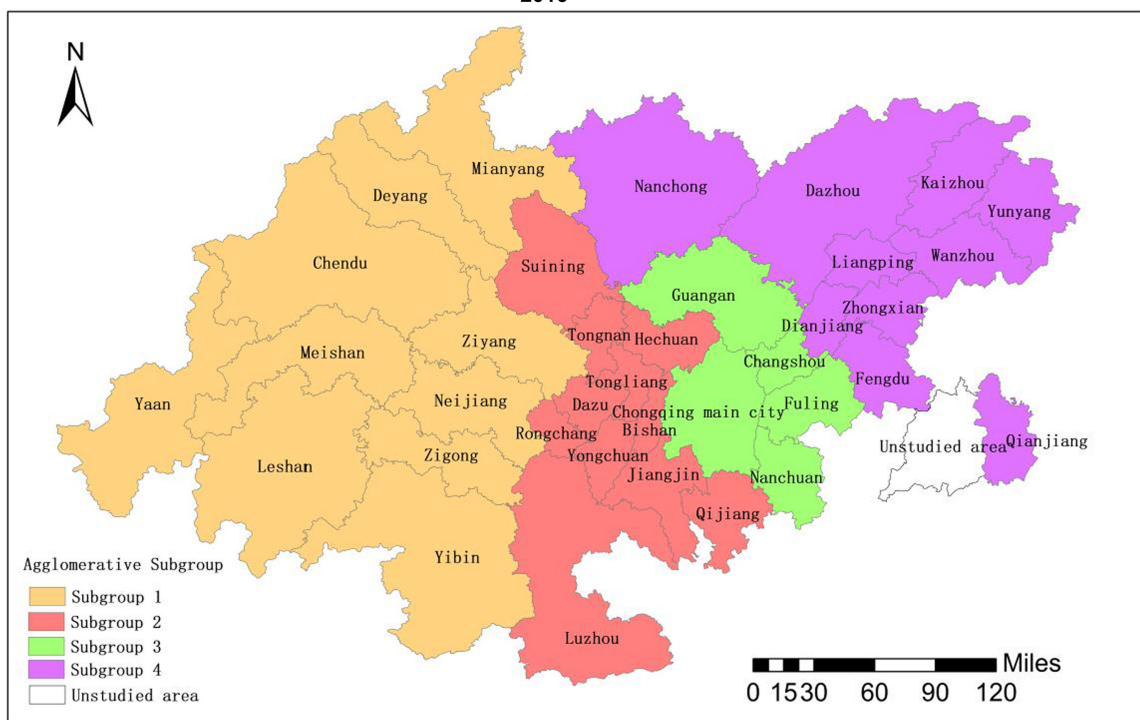 N
Mianyang
Deyang
Nanchong
Dazhou
Kaizhou
Yunyang
Chendu
Suining
Liangping
Wanzhou
Guangan
Zhongxian
Dianjiang
Tongnan
Hechuan
Ziyang
Meishan
Changshou
Fengdu
Yaan
Tongliang
Neijiang
Dazu
Chongqing main city
Fuling
Rongchang
Bishan
Unstudied area
Qianjiang
Zigong
Yongchuan
Leshan
Jiangjin
Nanchuan
Qijiang
Yibin
Luzhou
Agglomerative Subgroup
Subgroup 1
Subgroup 2
Subgroup 3
Subgroup 4
Unstudied area
Miles
0 15 30 60 90 120